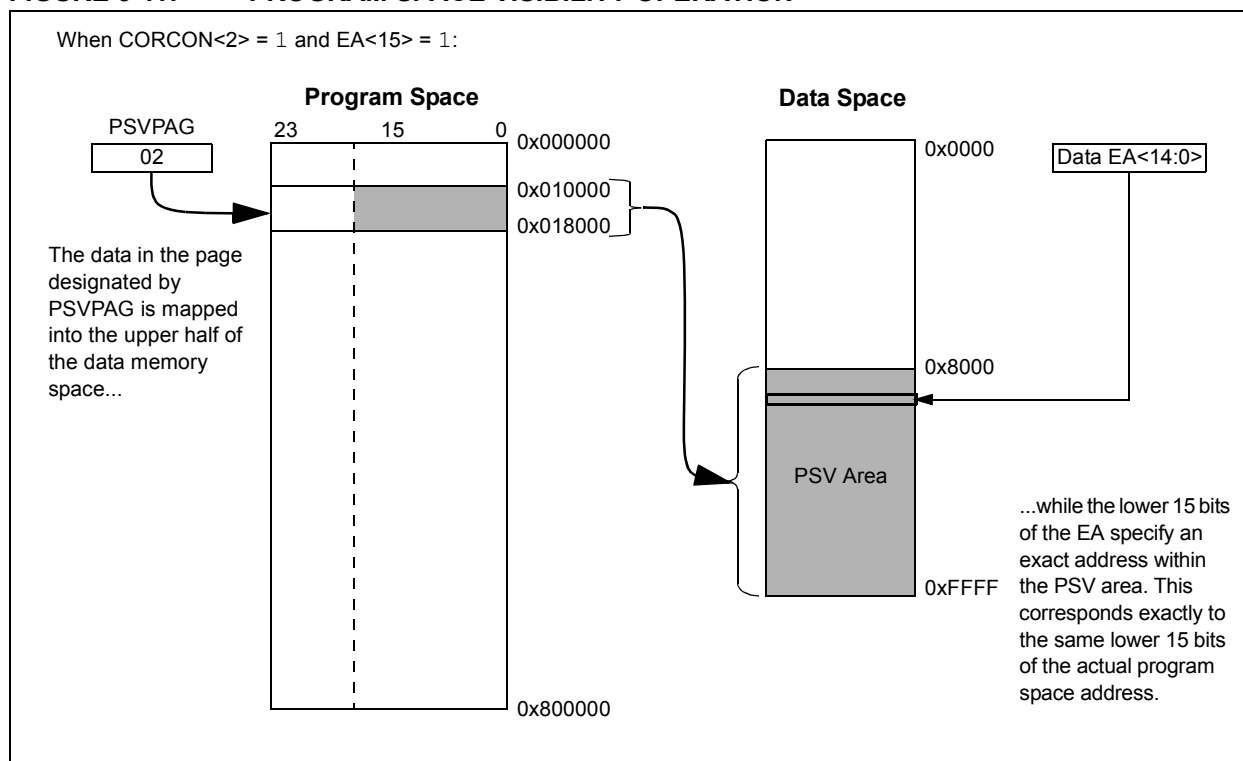 When CORCON<2> = 1 and EA<15> = 1:
Program Space
Data Space
PSVPAG
02
23
15
0
0x000000
0x010000
0x018000
0x800000
The data in the page
designated by
PSVPAG is mapped
into the upper half of
the data memory
space...
0x0000
0x8000
0xFFFF
PSV Area
Data EA<14:0>
...while the lower 15 bits
of the EA specify an
exact address within
the PSV area. This
corresponds exactly to
the same lower 15 bits
of the actual program
space address.